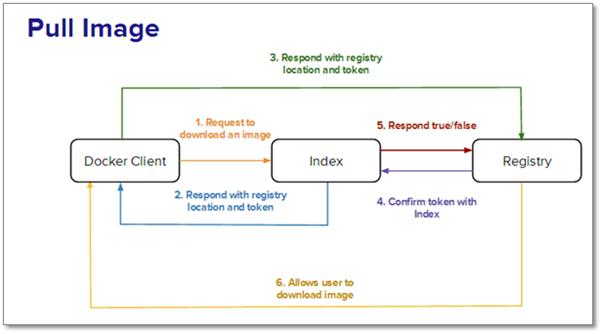 Pull Image
3. Respond with registry
location and token
1. Request to
download an image
5. Respond true/false
Docker Client
Index
Registry
2. Respond with registry
location and token
4. Confirm token with
Index
6. Allows user to
download image